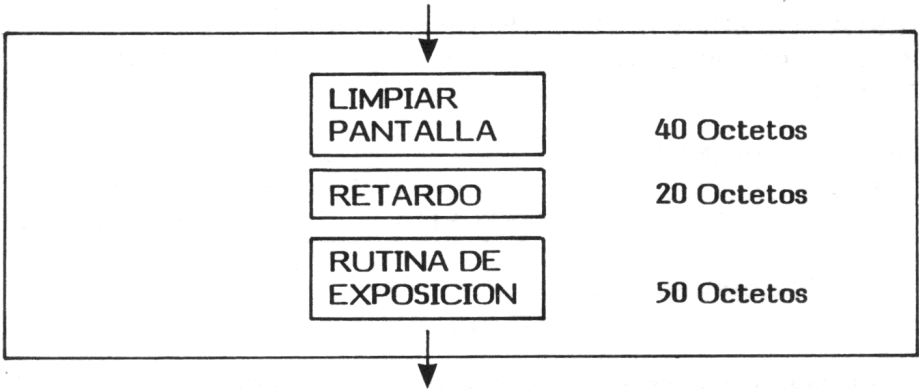 LIMPIAR
PANTALLA
40 Octetos
RETARDO
20 Octetos
RUTINA DE
EXPOSICION
50 Octetos